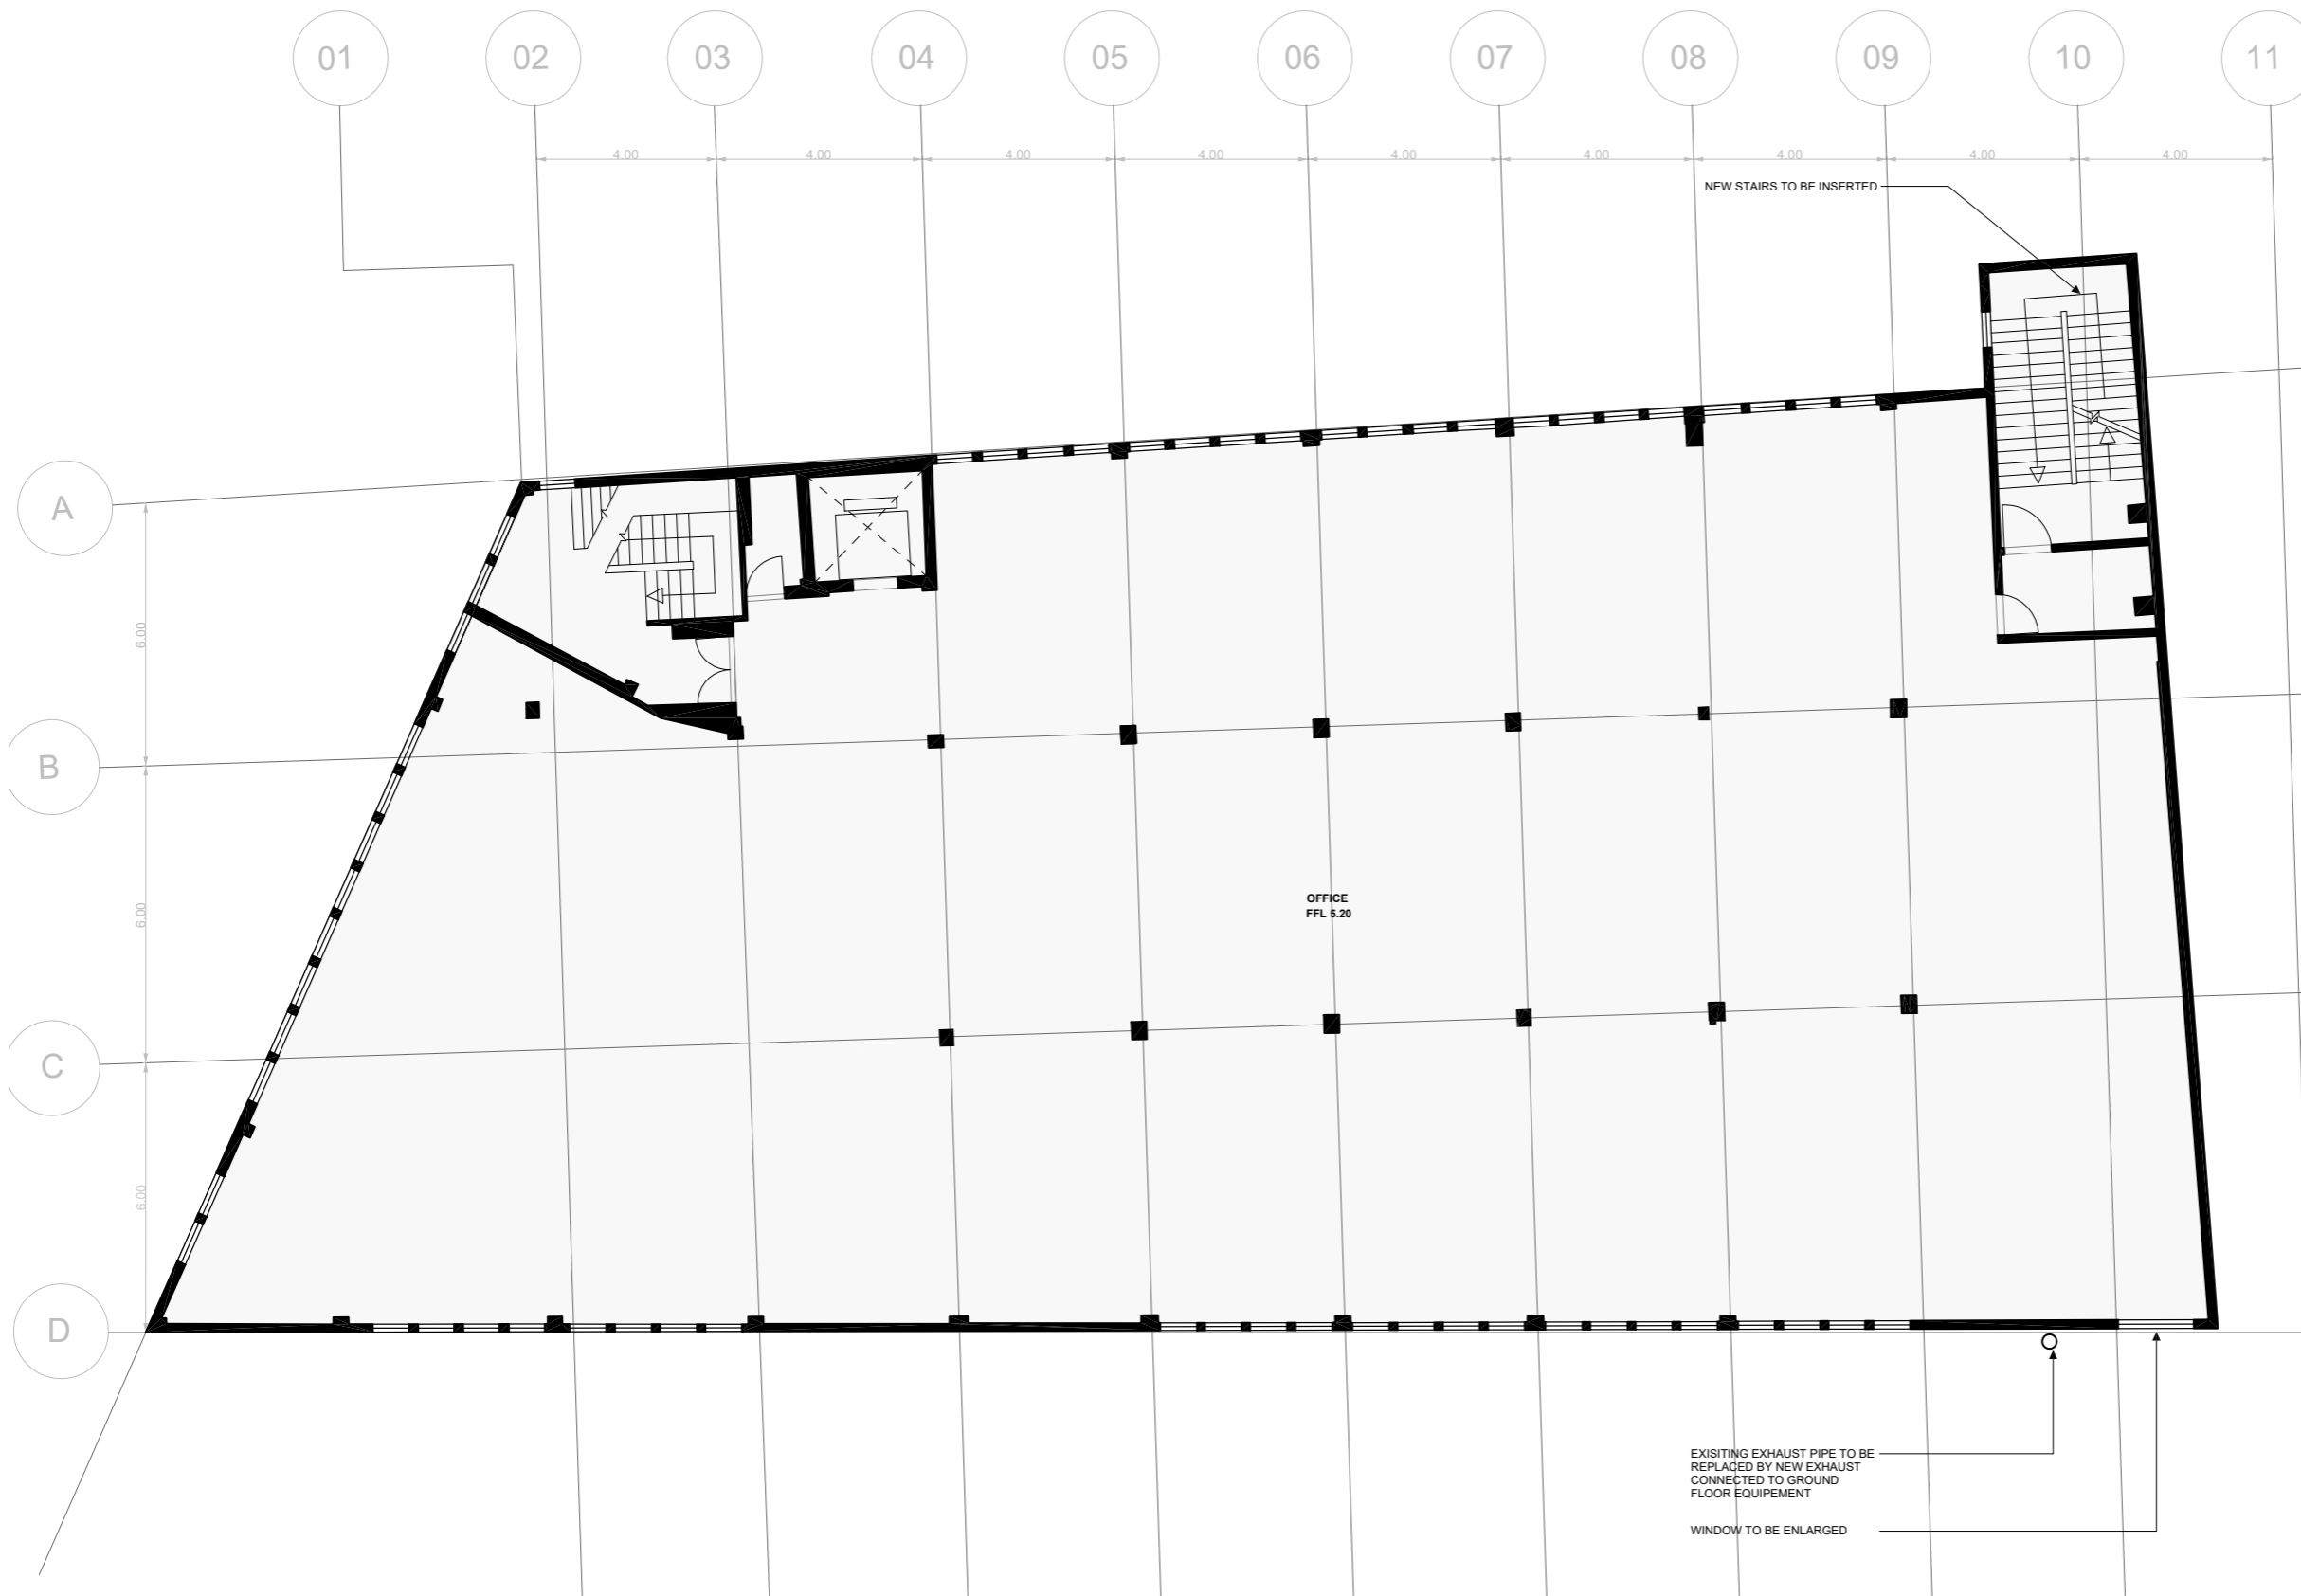 01 02 03 04 05 06 07 08 09 10 11
4.00 4.00 4.00 4.00 4.00 4.00 4.00 4.00 4.00
NEW STAIRS TO BE INSERTED
A
6.00
B
OFFICE
FFL 5.20
6.00
C
6.00
D
EXISITING EXHAUST PIPE TO BE
REPLACED BY NEW EXHAUST
CONNECTED TO GROUND
FLOOR EQUIPEMENT
WINDOW TO BE ENLARGED